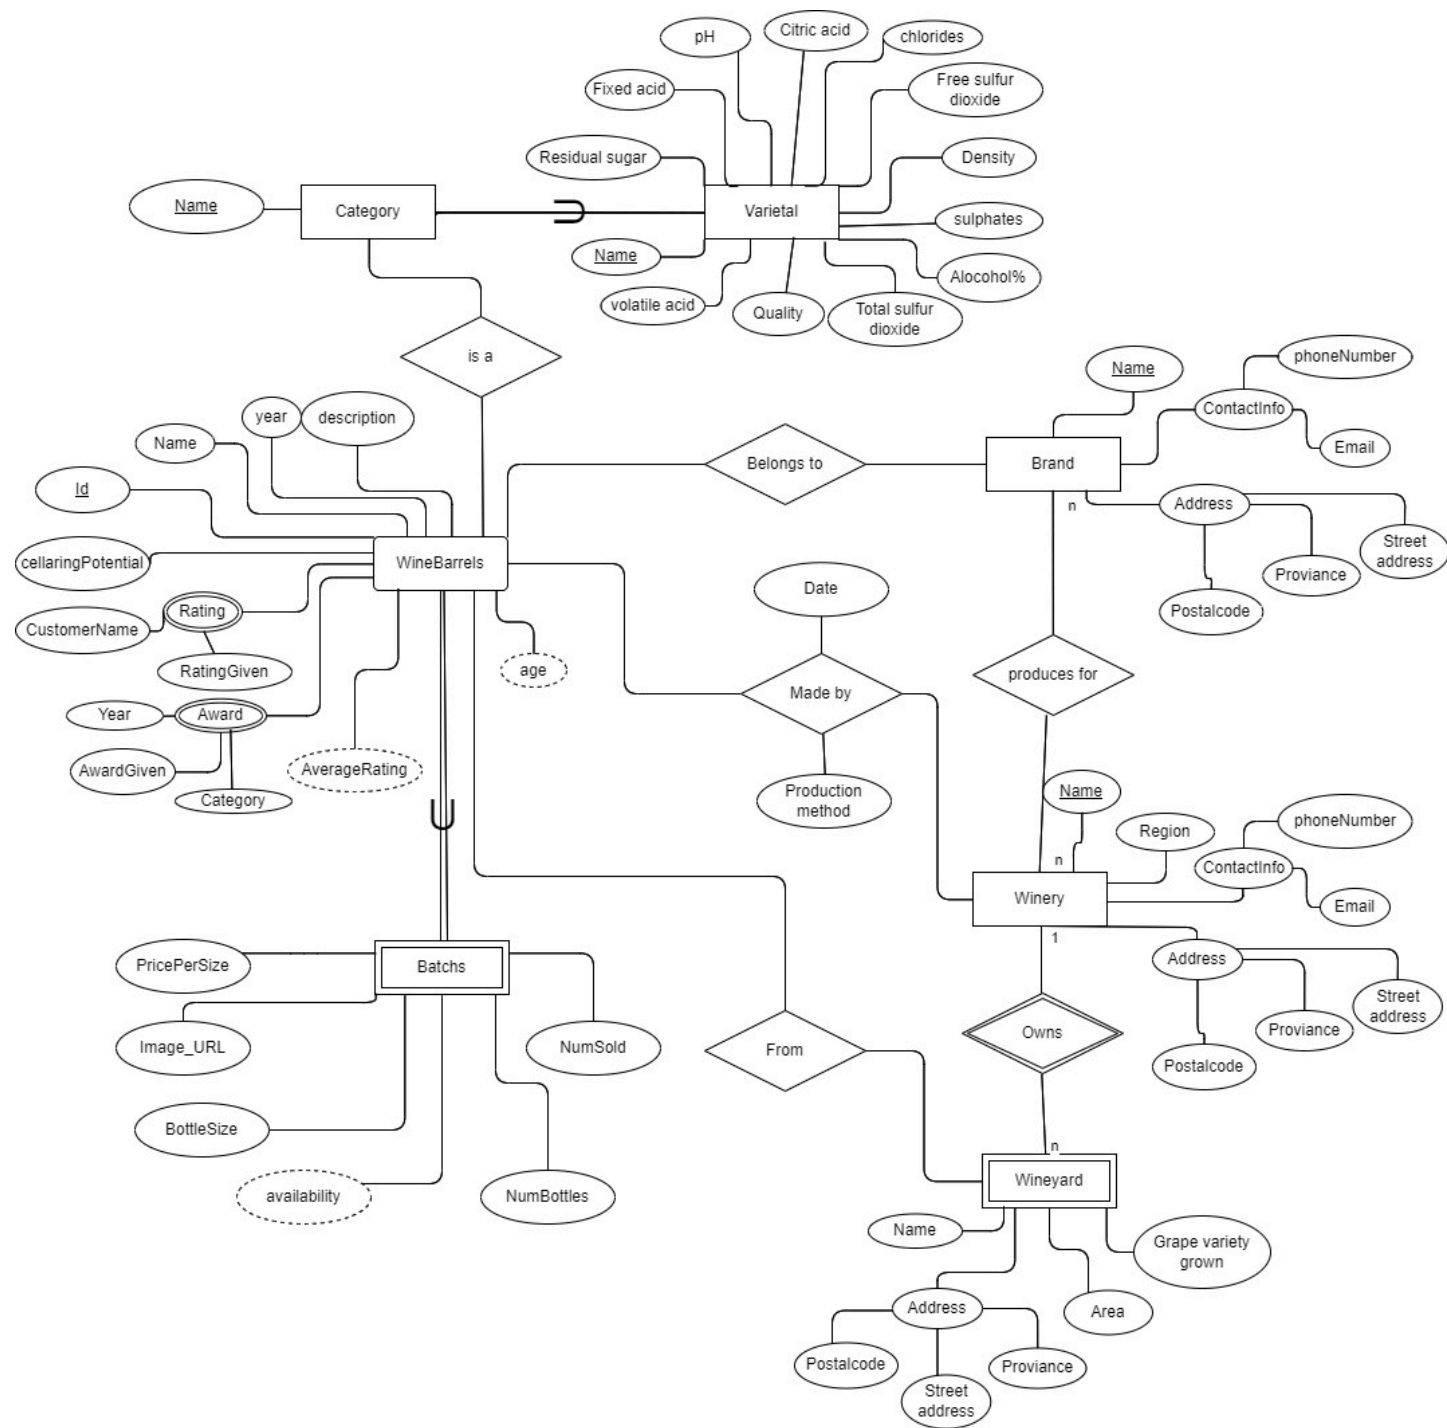 pH
Citric acid
chlorides
Fixed acid
Free sulfur
dioxide
Residual sugar
Density
Name
Category
Varietal
sulphates
Name
Alocohol%
volatile acid
Quality
Total sulfur
dioxide
is a
Name
phoneNumber
year
description
ContactInfo
Name
Belongs to
Brand
Email
Id
n
Address
Street
address
cellaringPotential
WineBarrels
Date
Proviance
Rating
CustomerName
Postalcode
RatingGiven
age
produces for
Made by
Year
Award
AwardGiven
AverageRating
Category
Production
method
Name
Region
phoneNumber
n
ContactInfo
Winery
Email
1
PricePerSize
Batchs
Address
Street
address
Image_URL
NumSold
From
Owns
Proviance
Postalcode
BottleSize
n
availability
NumBottles
Wineyard
Name
Grape variety
grown
Address
Area
Postalcode
Proviance
Street
address